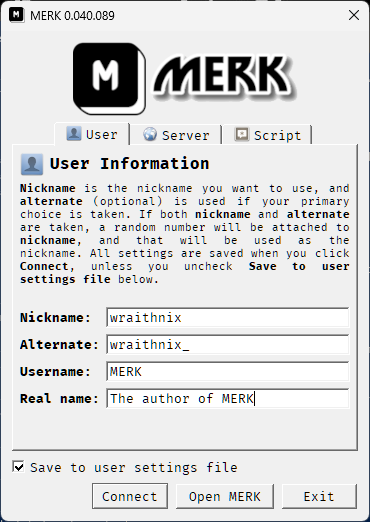 MERK 0.040.089
M MERK
User Server Script
User Information
Nickname is the nickname you want to use, and
alternate (optional) is used if your primary
choice is taken. If both nickname and alternate
are taken, a random number will be attached to
nickname, and that will be used as the
nickname. All settings are saved when you click
Connect, unless you uncheck Save to user
settings file below.
Nickname: wraithnix
Alternate: wraithnix_
Username: MERK
Real name: The author of MERK
Save to user settings file
Connect Open MERK Exit